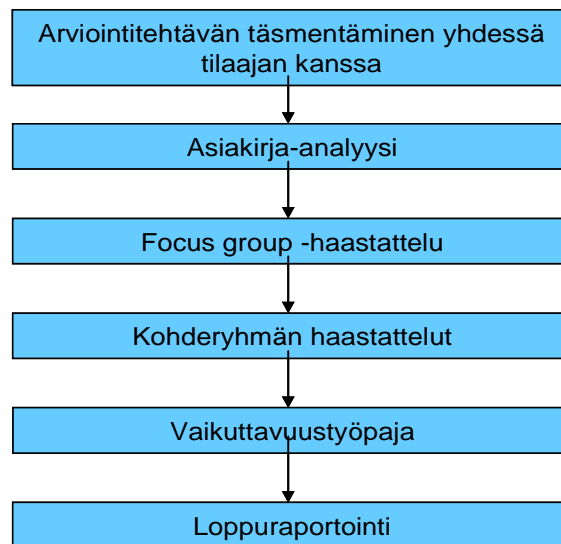 Arviointitehtävän täsmentäminen yhdessä
tilaajan kanssa
Asiakirja-analyysi
Focus group -haastattelu
Kohderyhmän haastattelut
Vaikuttavuustyöpaja
Loppuraportointi